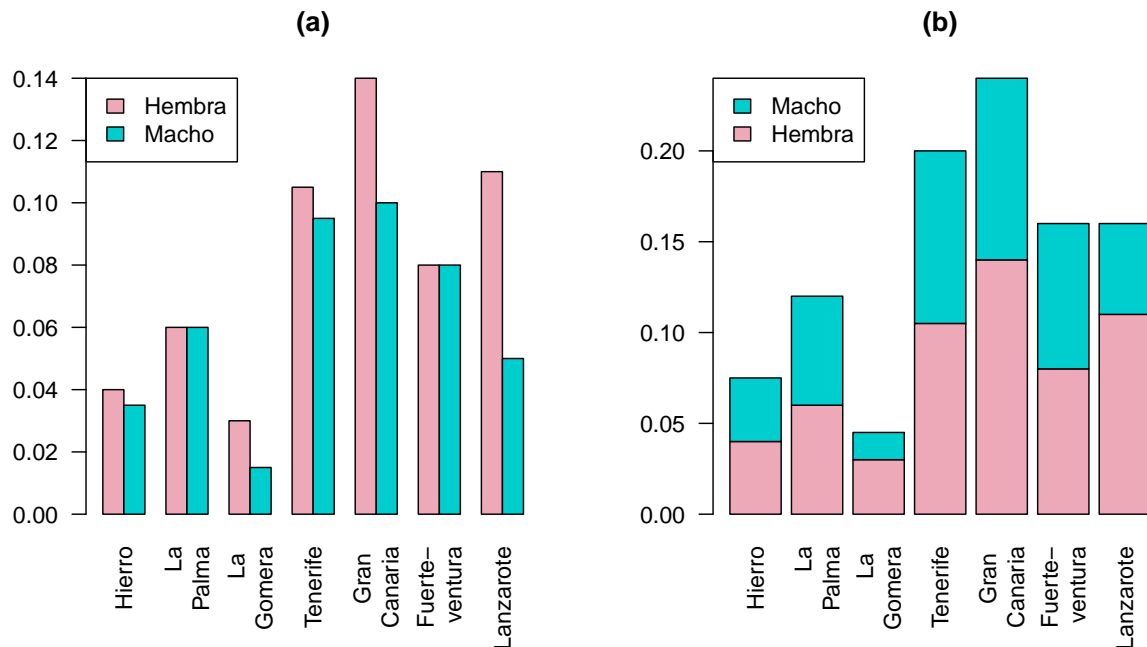 (a)
0.14
0.12
0.10
0.08
0.06
0.04
0.02
0.00
Hembra
Macho
Hierro
La
Palma
La
Gomera
Tenerife
Gran
Canaria
Fuerte−
ventura
Lanzarote
(b)
0.20
0.15
0.10
0.05
0.00
Macho
Hembra
Hierro
La
Palma
La
Gomera
Tenerife
Gran
Canaria
Fuerte−
ventura
Lanzarote